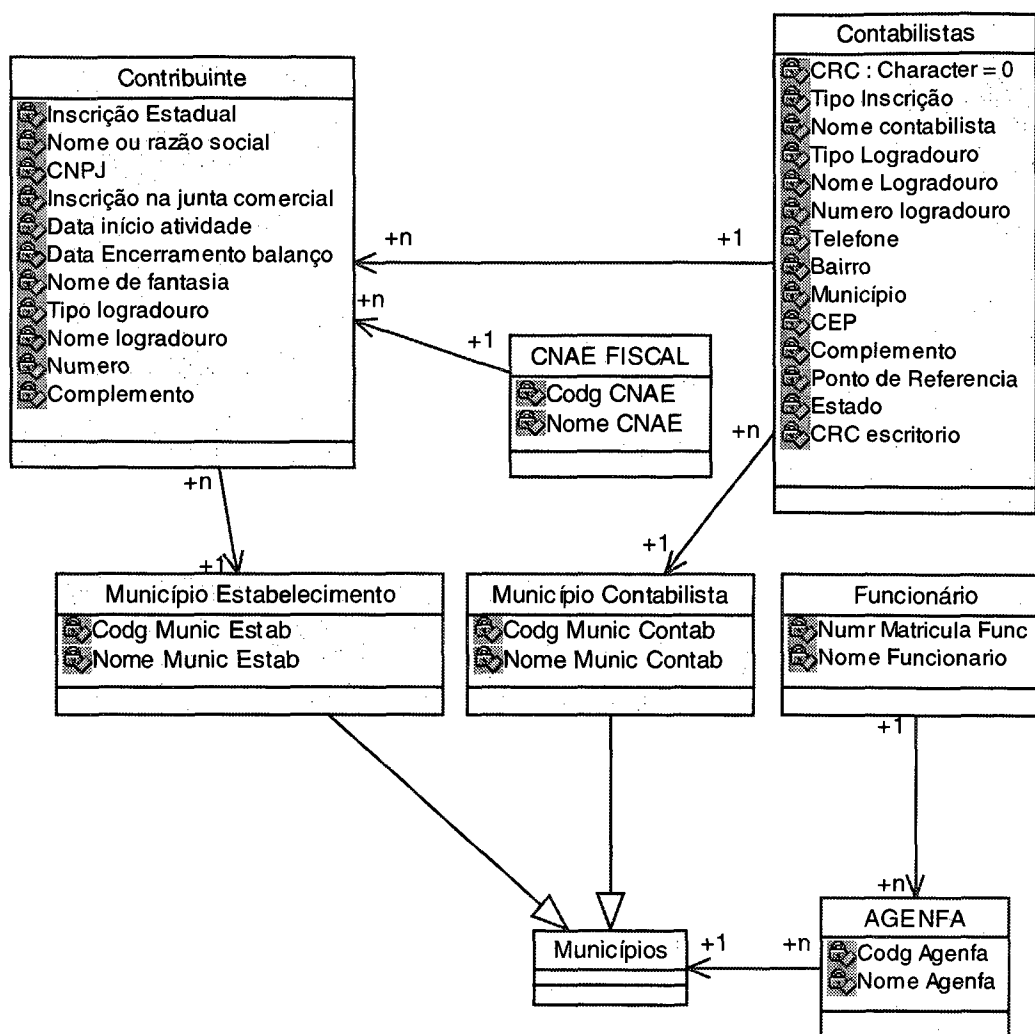 Contribuinte
Inscrição Estadual
Nome ou razão social
CNPJ
Inscrição na junta comercial
Data início atividade
Data Encerramento balanço
Nome de fantasia
Tipo logradouro
Nome logradouro
Numero
Complemento
Contabilistas
CRC : Character = 0
Tipo Inscrição
Nome contabilista
Tipo Logradouro
Nome Logradouro
Numero logradouro
Telefone
Bairro
Município
CEP
Complemento
Ponto de Referencia
Estado
CRC escritorio
+n
+1
+n
+1
CNAE FISCAL
Codg CNAE
Nome CNAE
+n
+n
+1
+1
Município Estabelecimento
Codg Munic Estab
Nome Munic Estab
Município Contabilista
Codg Munic Contab
Nome Munic Contab
Funcionário
Numr Matricula Func
Nome Funcionario
+1
+n
AGENFA
Codg Agenfa
Nome Agenfa
Municípios
+1
+n